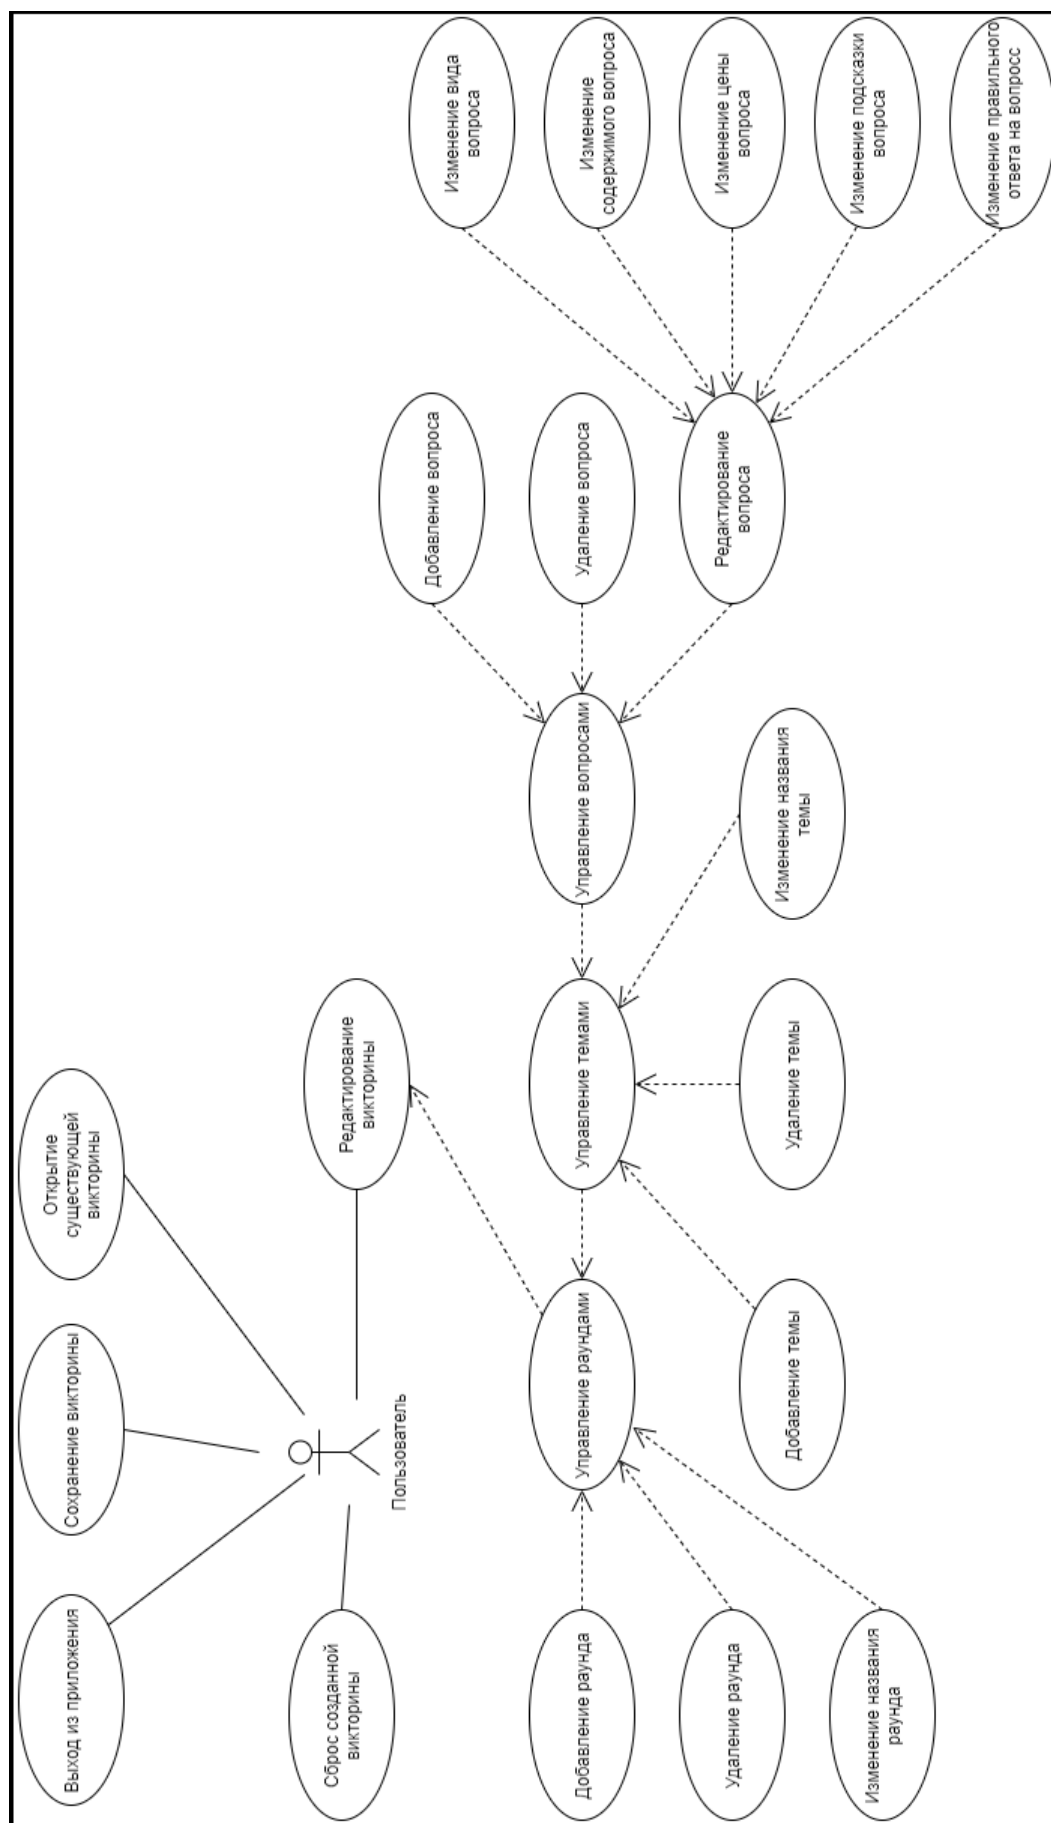 Выход из приложения
Сохранение викторины
Открытие
существующей
викторины
Сброс созданной
викторины
Пользователь
Редактирование
викторины
Добавление раунда
Управление раундами
Управление темами
Управление вопросами
Добавление вопроса
Удаление вопроса
Редактирование
вопроса
Изменение вида
вопроса
Изменение
содержимого вопроса
Изменение цены
вопроса
Изменение подсказки
вопроса
Изменение правильного
ответа на вопросс
Удаление раунда
Изменение названия
раунда
Добавление темы
Удаление темы
Изменение названия
темы